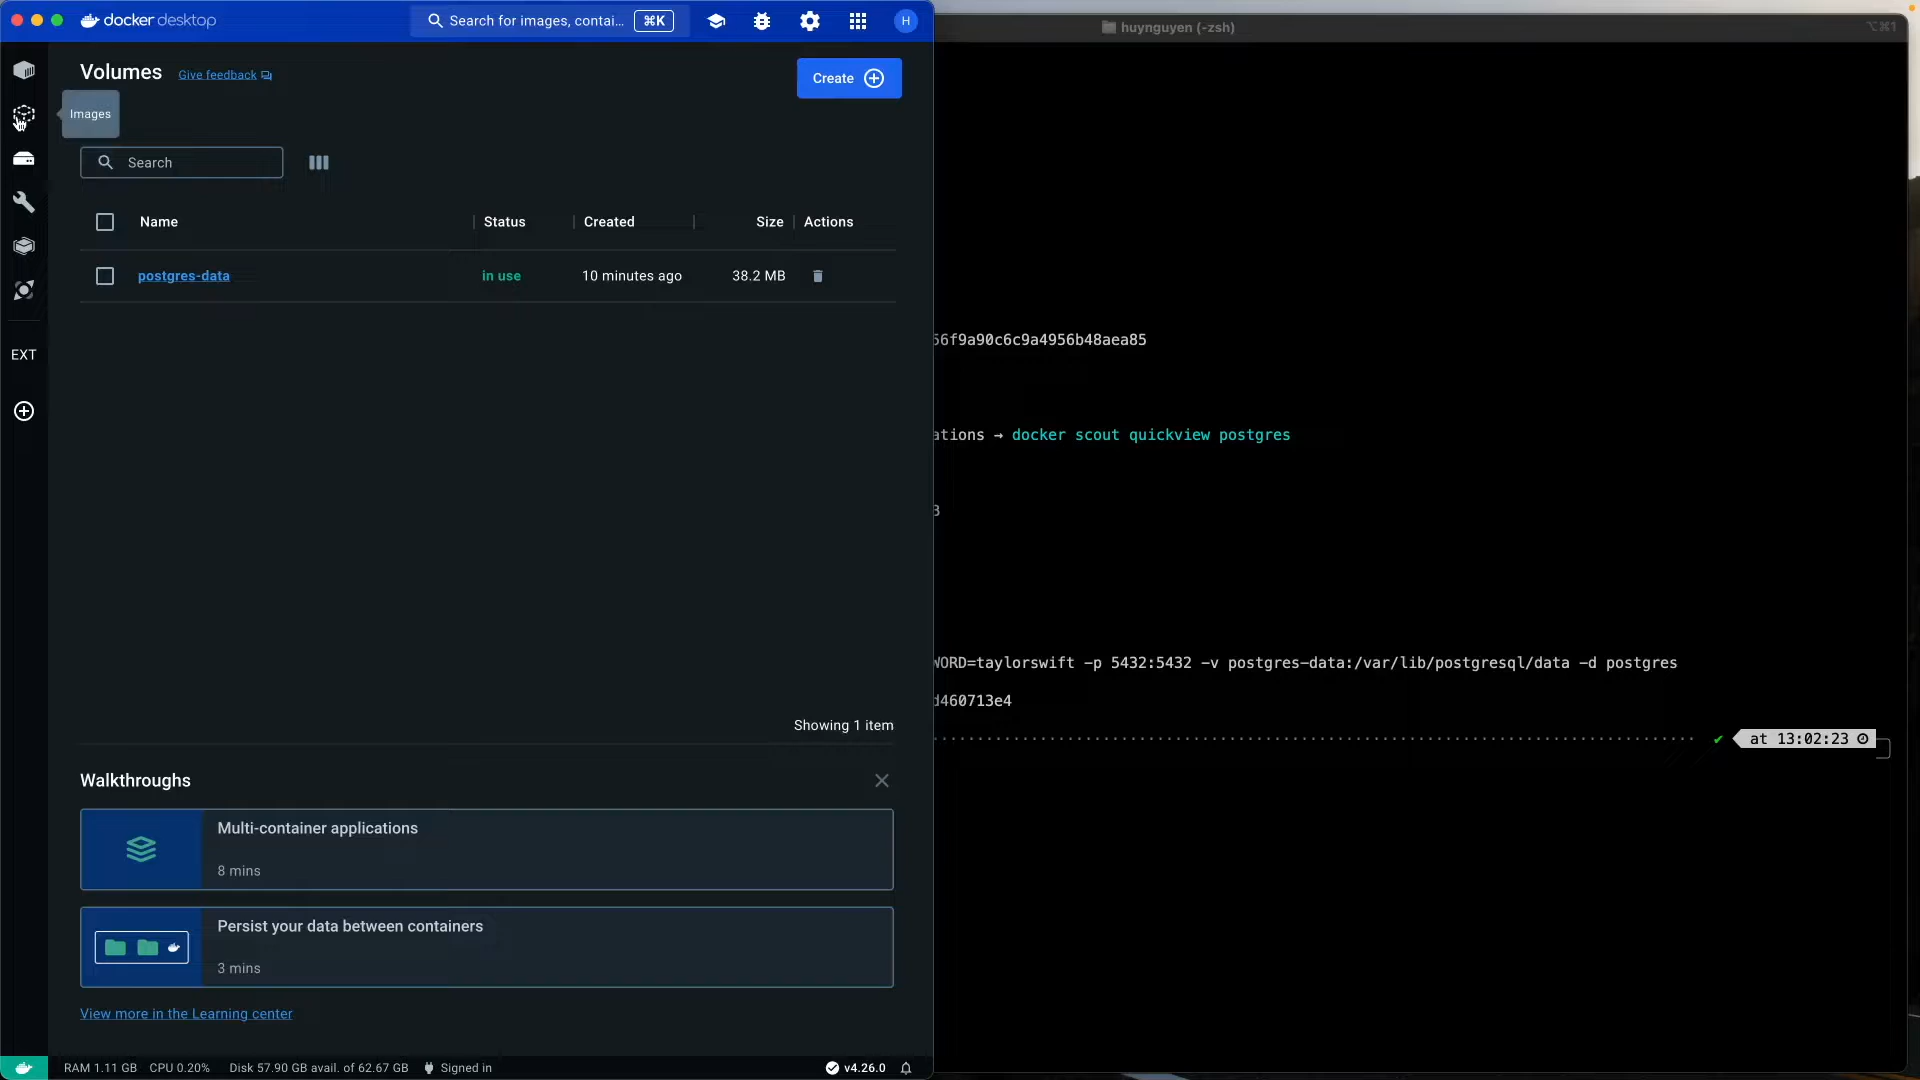 docker desktop
Search for images, contai... ⌘K
H
Volumes
Give feedback
Create
Images
Search
Name Status Created Size Actions
postgres-data in use 10 minutes ago 38.2 MB
EXT
Showing 1 item
Walkthroughs
Multi-container applications
8 mins
Persist your data between containers
3 mins
View more in the Learning center
RAM 1.11 GB CPU 0.20% Disk 57.90 GB avail. of 62.67 GB Signed in v4.26.0
huynguyen (-zsh)
⌥⌘1
56f9a90c6c9a4956b48aea85
ations → docker scout quickview postgres
WORD=taylorswift -p 5432:5432 -v postgres-data:/var/lib/postgresql/data -d postgres
d460713e4
✔ at 13:02:23